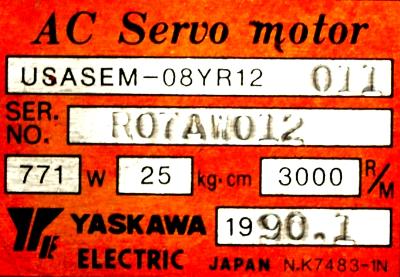 AC Servo motor
USASEM-08YR12 011
SER. NO. R07AW012
771 W 25 kg·cm 3000 R/M
YASKAWA 1990.1
ELECTRIC JAPAN N.K7483-1N